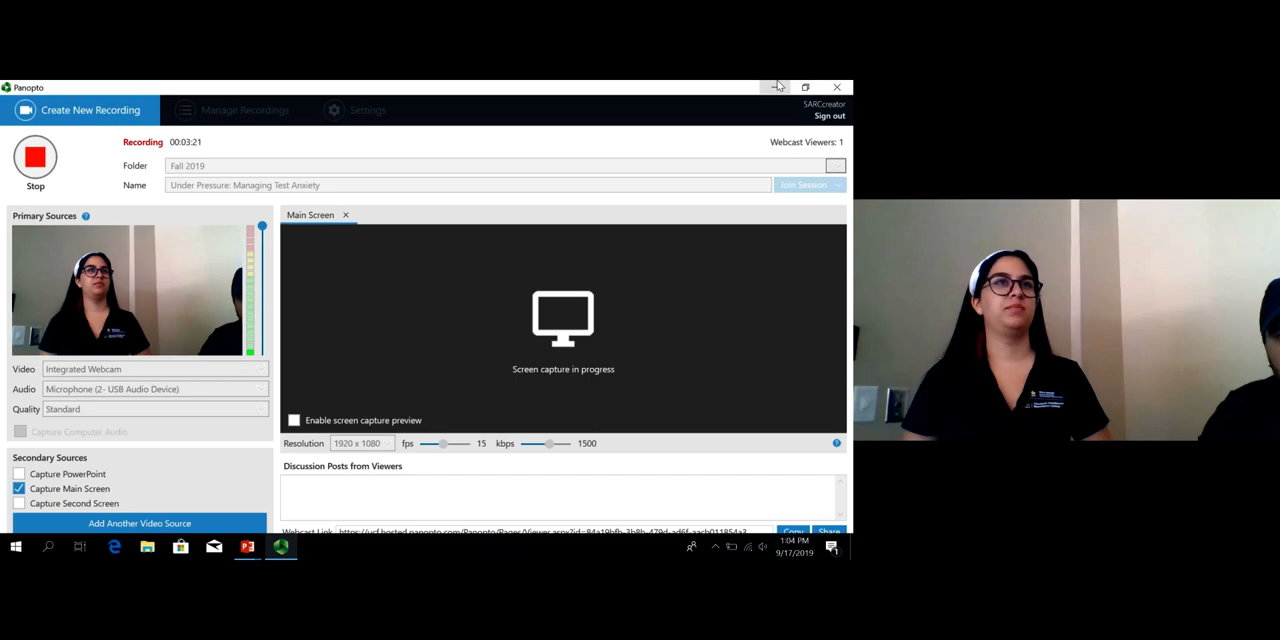 Panopto
Create New Recording
Manage Recordings
Settings
SARCcreator
Sign out
Recording 00:03:21
Webcast Viewers: 1
Stop
Folder Fall 2019
Name Under Pressure: Managing Test Anxiety
Join Session
Primary Sources
Main Screen
Screen capture in progress
Video Integrated Webcam
Audio Microphone (2- USB Audio Device)
Quality Standard
Capture Computer Audio
Enable screen capture preview
Resolution 1920 x 1080 fps 15 kbps 1500
Secondary Sources
Capture PowerPoint
Capture Main Screen
Capture Second Screen
Add Another Video Source
Discussion Posts from Viewers
Webcast Link
Copy
Share
1:04 PM
9/17/2019